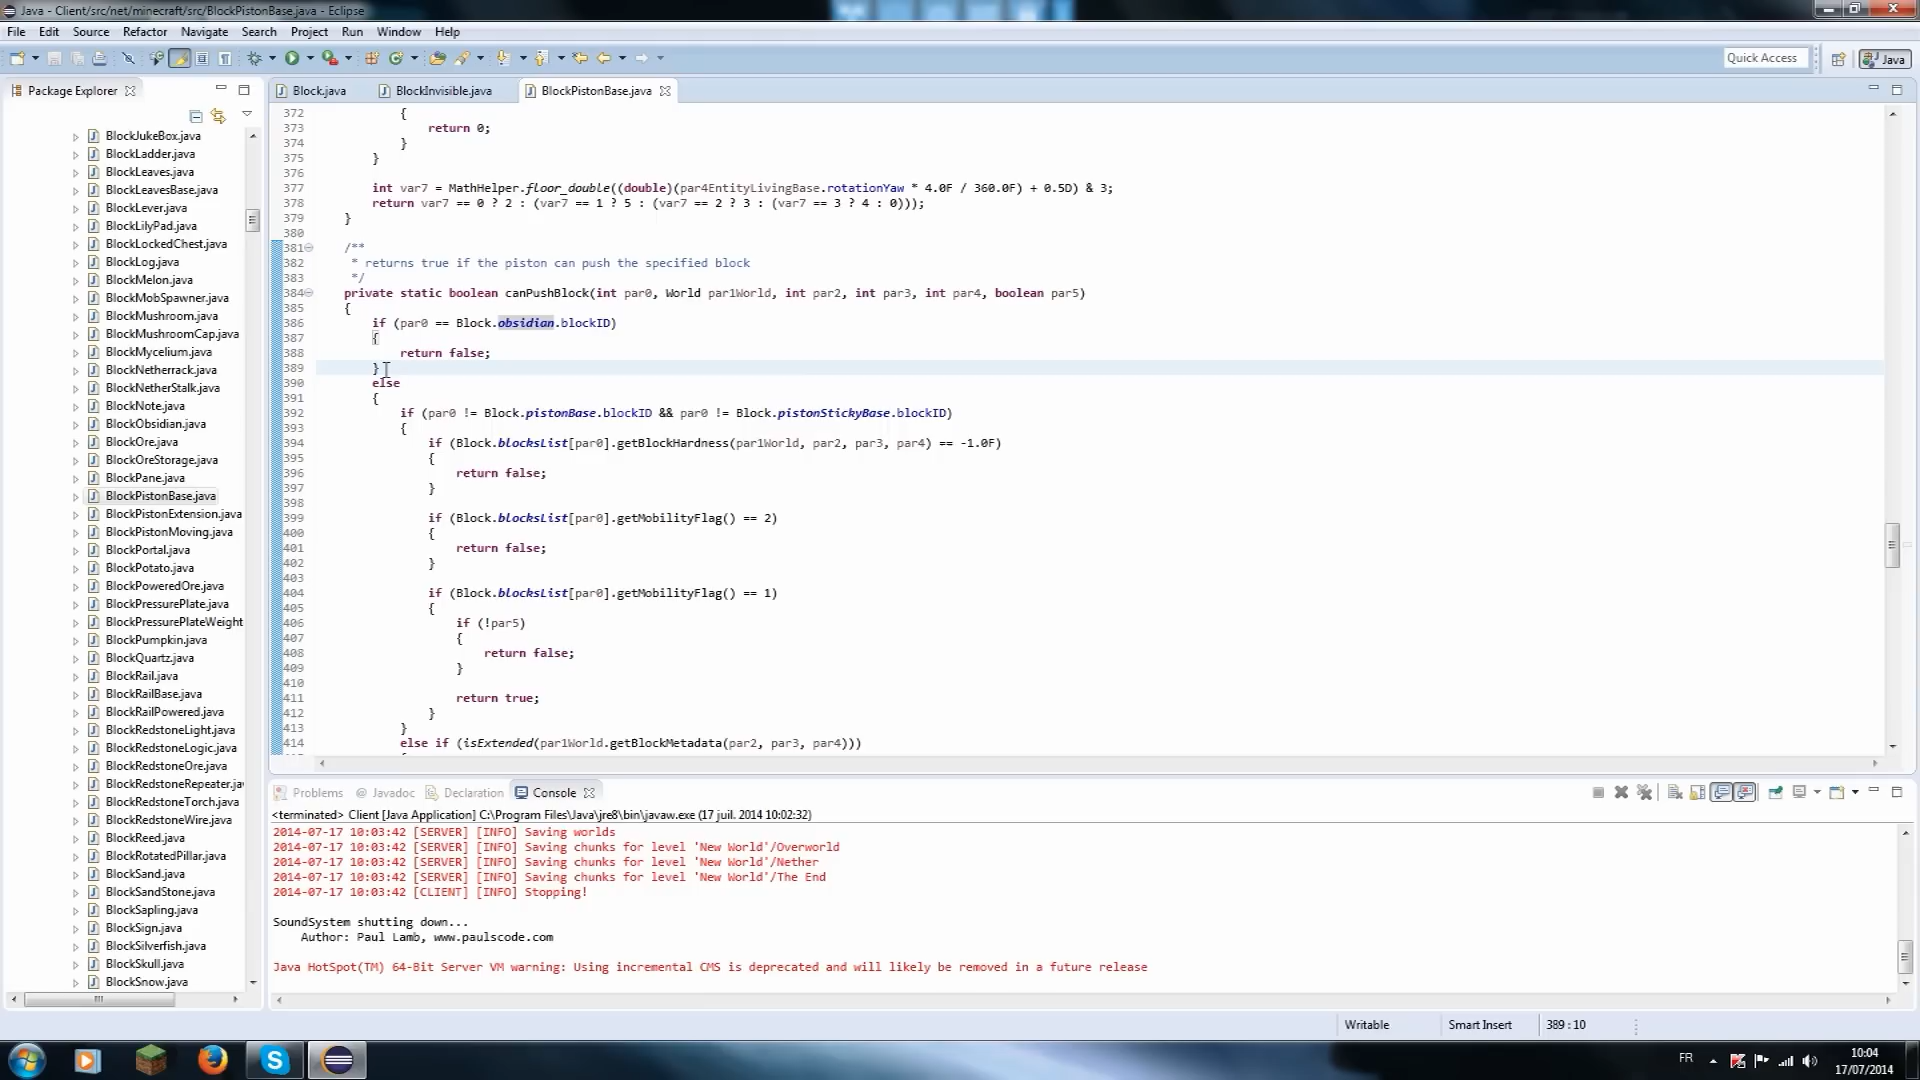 Java - Client/src/net/minecraft/src/BlockPistonBase.java - Eclipse
File Edit Source Refactor Navigate Search Project Run Window Help
Quick Access
Java
Package Explorer
BlockJukeBox.java
BlockLadder.java
BlockLeaves.java
BlockLeavesBase.java
BlockLever.java
BlockLilyPad.java
BlockLockedChest.java
BlockLog.java
BlockMelon.java
BlockMobSpawner.java
BlockMushroom.java
BlockMushroomCap.java
BlockMycelium.java
BlockNetherrack.java
BlockNetherStalk.java
BlockNote.java
BlockObsidian.java
BlockOre.java
BlockOreStorage.java
BlockPane.java
BlockPistonBase.java
BlockPistonExtension.java
BlockPistonMoving.java
BlockPortal.java
BlockPotato.java
BlockPoweredOre.java
BlockPressurePlate.java
BlockPressurePlateWeight
BlockPumpkin.java
BlockQuartz.java
BlockRail.java
BlockRailBase.java
BlockRailPowered.java
BlockRedstoneLight.java
BlockRedstoneLogic.java
BlockRedstoneOre.java
BlockRedstoneRepeater.ja
BlockRedstoneTorch.java
BlockRedstoneWire.java
BlockReed.java
BlockRotatedPillar.java
BlockSand.java
BlockSandStone.java
BlockSapling.java
BlockSign.java
BlockSilverfish.java
BlockSkull.java
BlockSnow.java
Block.java BlockInvisible.java BlockPistonBase.java
372 {
373 return 0;
374 }
375 }
376
377 int var7 = MathHelper.floor_double((double)(par4EntityLivingBase.rotationYaw * 4.0F / 360.0F) + 0.5D) & 3;
378 return var7 == 0 ? 2 : (var7 == 1 ? 5 : (var7 == 2 ? 3 : (var7 == 3 ? 4 : 0)));
379 }
380
381 /**
382 * returns true if the piston can push the specified block
383 */
384 private static boolean canPushBlock(int par0, World par1World, int par2, int par3, int par4, boolean par5)
385 {
386 if (par0 == Block.obsidian.blockID)
387 {
388 return false;
389 }
390 else
391 {
392 if (par0 != Block.pistonBase.blockID && par0 != Block.pistonStickyBase.blockID)
393 {
394 if (Block.blocksList[par0].getBlockHardness(par1World, par2, par3, par4) == -1.0F)
395 {
396 return false;
397 }
398
399 if (Block.blocksList[par0].getMobilityFlag() == 2)
400 {
401 return false;
402 }
403
404 if (Block.blocksList[par0].getMobilityFlag() == 1)
405 {
406 if (!par5)
407 {
408 return false;
409 }
410
411 return true;
412 }
413 }
414 else if (isExtended(par1World.getBlockMetadata(par2, par3, par4)))
Problems @ Javadoc Declaration Console
<terminated> Client [Java Application] C:\Program Files\Java\jre8\bin\javaw.exe (17 juil. 2014 10:02:32)
2014-07-17 10:03:42 [SERVER] [INFO] Saving worlds
2014-07-17 10:03:42 [SERVER] [INFO] Saving chunks for level 'New World'/Overworld
2014-07-17 10:03:42 [SERVER] [INFO] Saving chunks for level 'New World'/Nether
2014-07-17 10:03:42 [SERVER] [INFO] Saving chunks for level 'New World'/The End
2014-07-17 10:03:42 [CLIENT] [INFO] Stopping!
SoundSystem shutting down...
Author: Paul Lamb, www.paulscode.com
Java HotSpot(TM) 64-Bit Server VM warning: Using incremental CMS is deprecated and will likely be removed in a future release
Writable Smart Insert 389 : 10
FR
10:04
17/07/2014